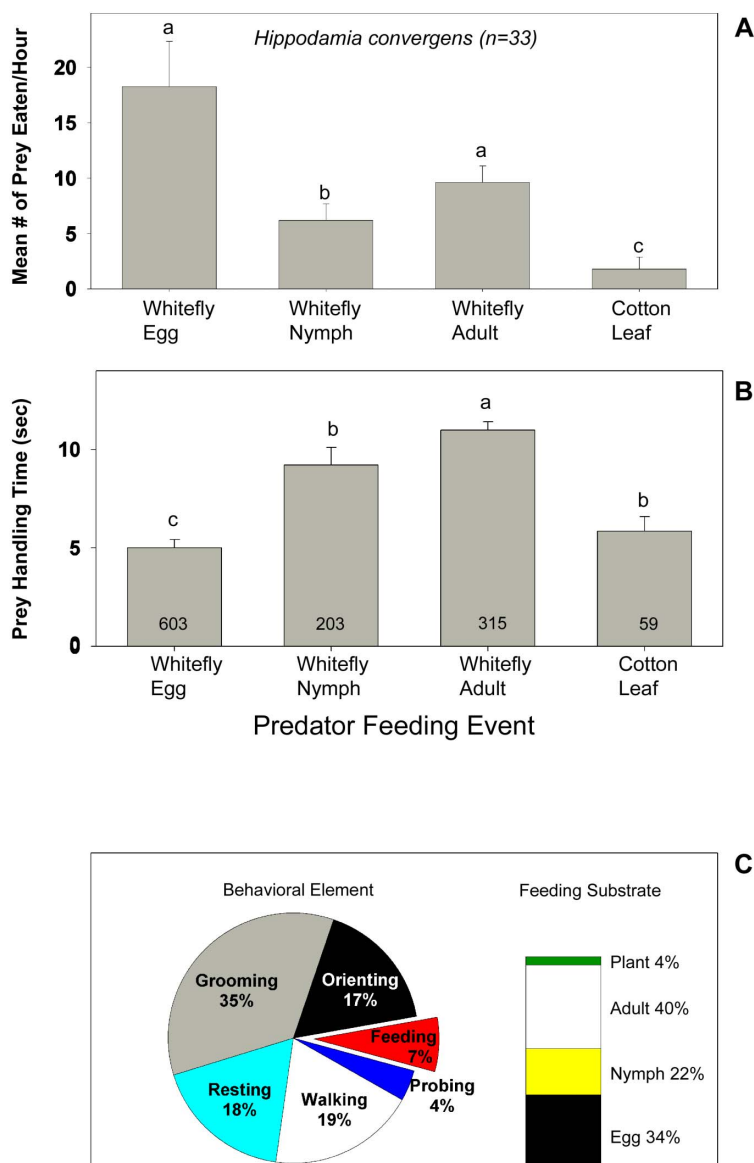 A
Hippodamia convergens (n=33)
Mean # of Prey Eaten/Hour
20
15
10
5
0
a
b
a
c
Whitefly
Egg
Whitefly
Nymph
Whitefly
Adult
Cotton
Leaf
B
Prey Handling Time (sec)
10
5
0
c
b
a
b
603
203
315
59
Whitefly
Egg
Whitefly
Nymph
Whitefly
Adult
Cotton
Leaf
Predator Feeding Event
C
Behavioral Element
Grooming
35%
Orienting
17%
Feeding
7%
Probing
4%
Walking
19%
Resting
18%
Feeding Substrate
Plant 4%
Adult 40%
Nymph 22%
Egg 34%